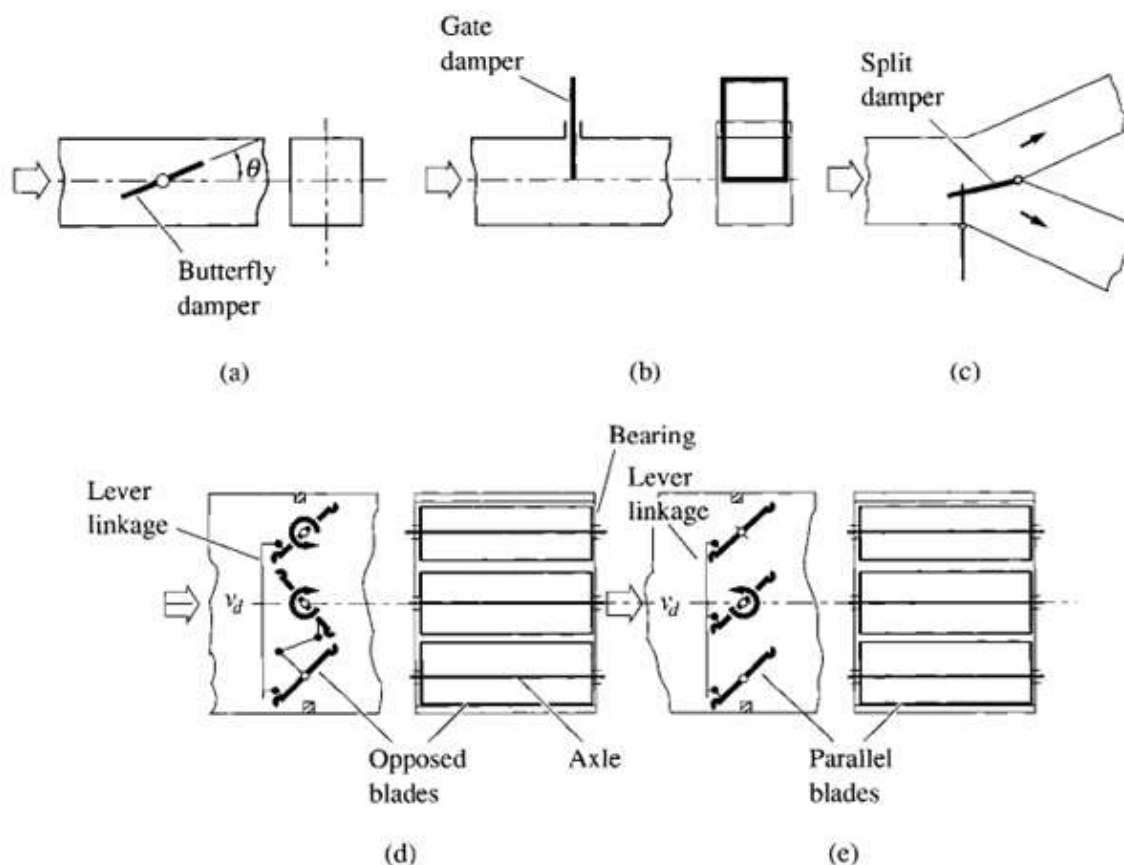 Gate
damper
Split
damper
θ
Butterfly
damper
(a)
(b)
(c)
Bearing
Lever
linkage
Lever
linkage
v_d
v_d
Opposed
blades
Axle
Parallel
blades
(d)
(e)